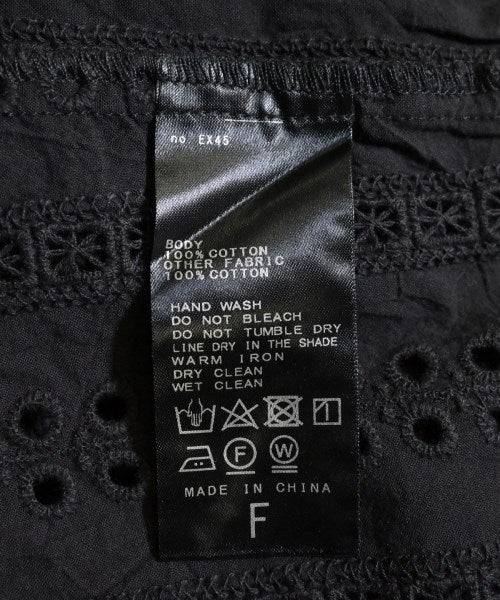 no EX46
BODY
100% COTTON
OTHER FABRIC
100% COTTON
HAND WASH
DO NOT BLEACH
DO NOT TUMBLE DRY
LINE DRY IN THE SHADE
WARM IRON
DRY CLEAN
WET CLEAN
F W
MADE IN CHINA
F